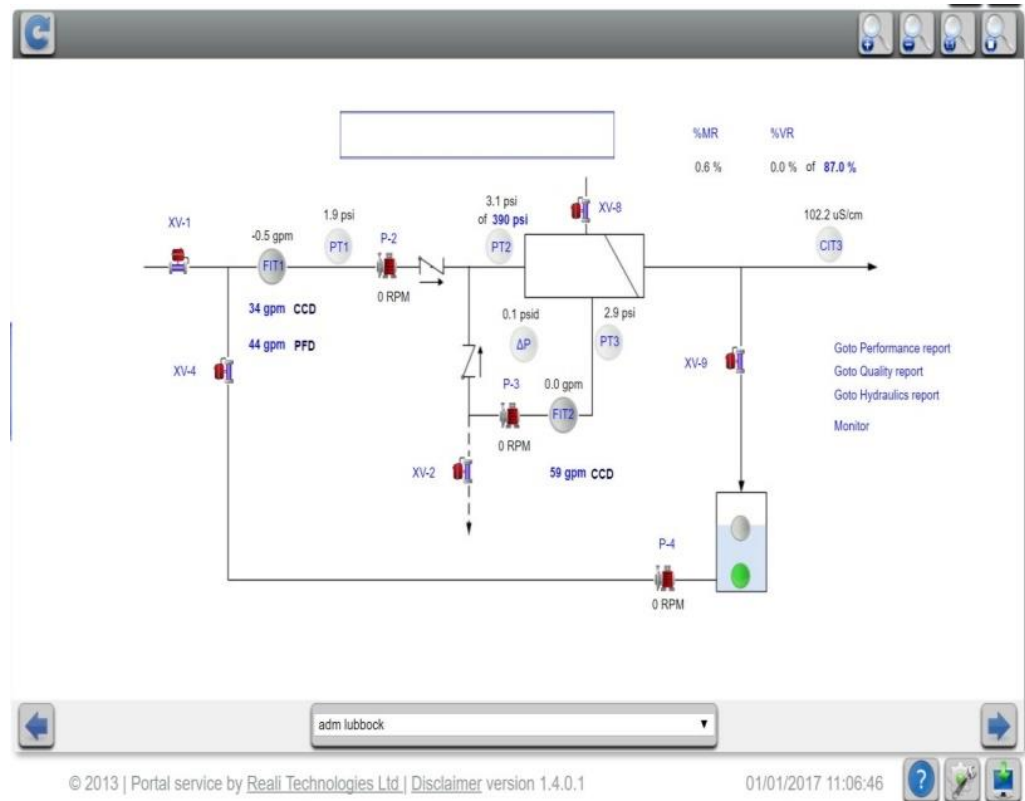 %MR %VR
0.6 % 0.0 % of 87.0 %
3.1 psi
of 390 psi
XV-8
102.2 uS/cm
XV-1
1.9 psi
-0.5 gpm
P-2
CIT3
PT1
PT2
FIT1
0 RPM
34 gpm CCD
0.1 psid
2.9 psi
44 gpm PFD
ΔP
PT3
Goto Performance report
XV-4
XV-9
Goto Quality report
P-3
0.0 gpm
Goto Hydraulics report
FIT2
Monitor
0 RPM
XV-2
59 gpm CCD
P-4
0 RPM
adm lubbock
© 2013 | Portal service by Reali Technologies Ltd | Disclaimer version 1.4.0.1
01/01/2017 11:06:46
?